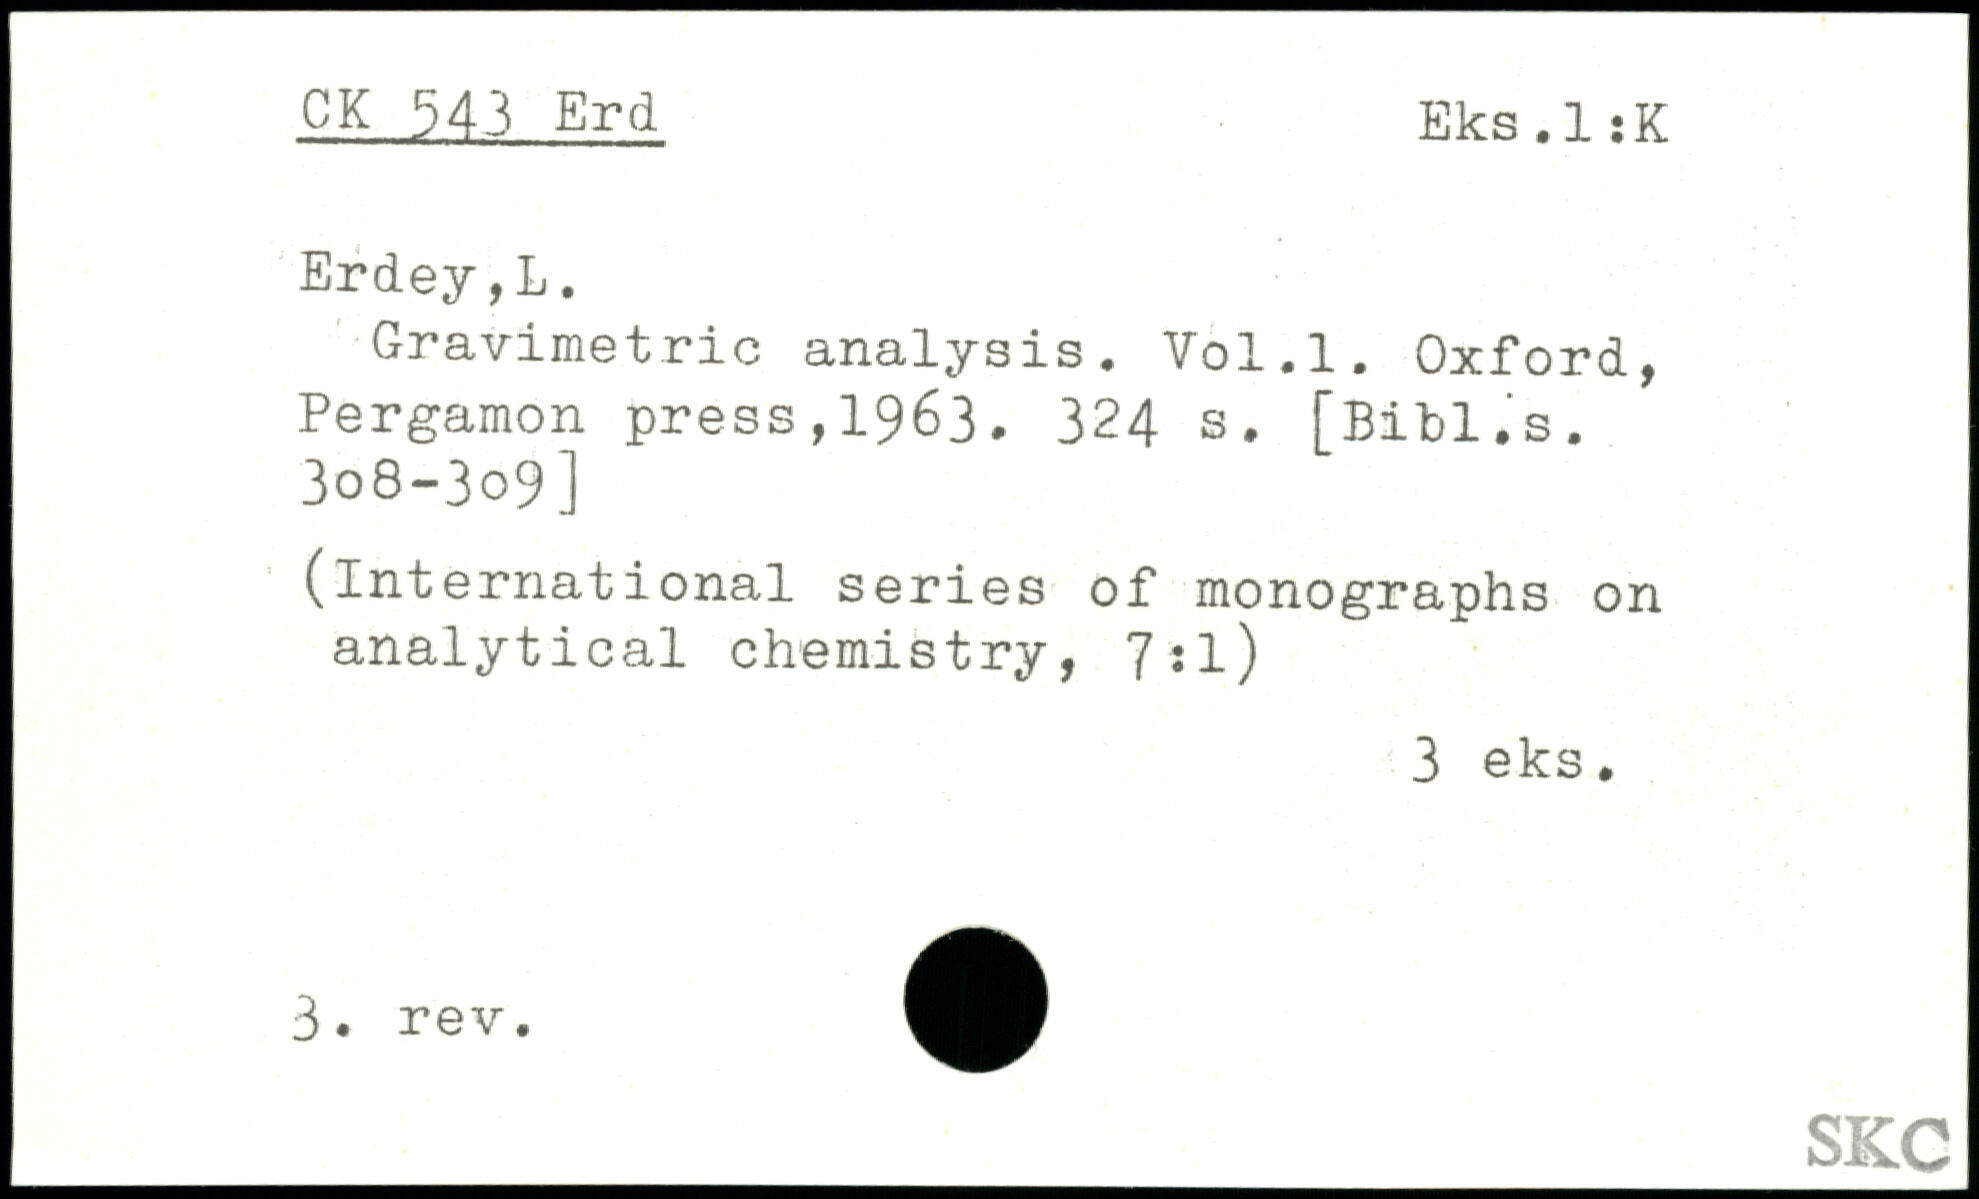 CK 543 Erd Eks.1:K
Erdey,L.
Gravimetric analysis. Vol.1. Oxford,
Pergamon press,1963. 324 s. [Bibl.s.
308-309]
(International series of monographs on
analytical chemistry, 7:1)
3 eks.
3. rev.
SKC